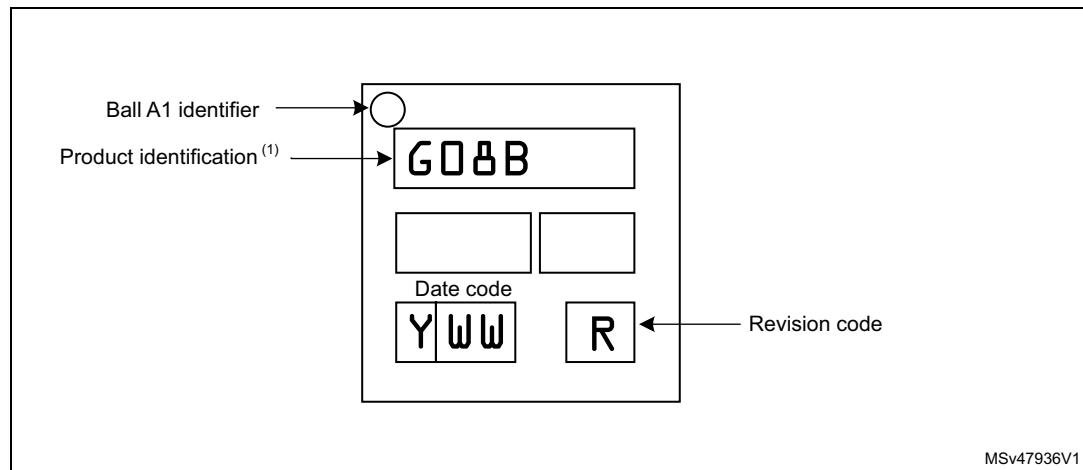 Ball A1 identifier
Product identification (1)
G08B
Date code
Y WW
R
Revision code
MSv47936V1